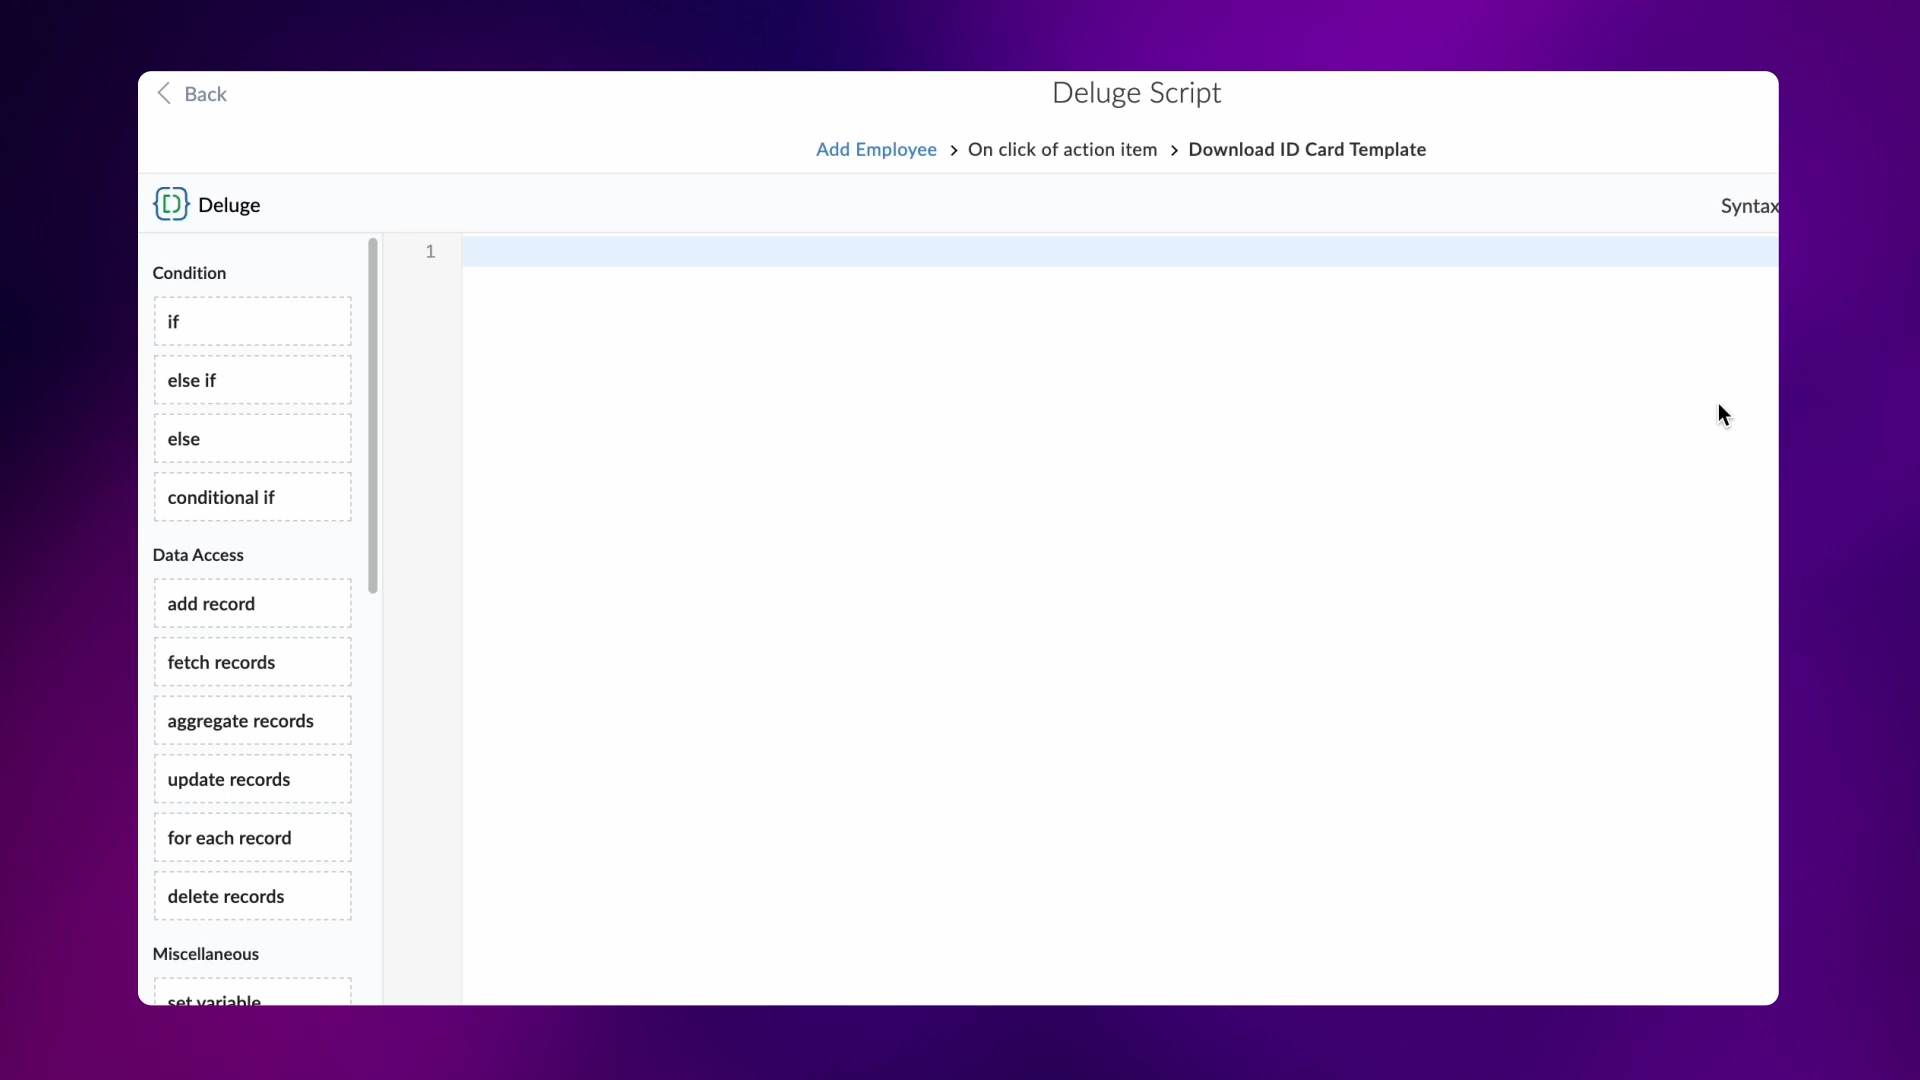 Back
Deluge Script
Add Employee > On click of action item > Download ID Card Template
Deluge
Syntax
1
Condition
if
else if
else
conditional if
Data Access
add record
fetch records
aggregate records
update records
for each record
delete records
Miscellaneous
set variable